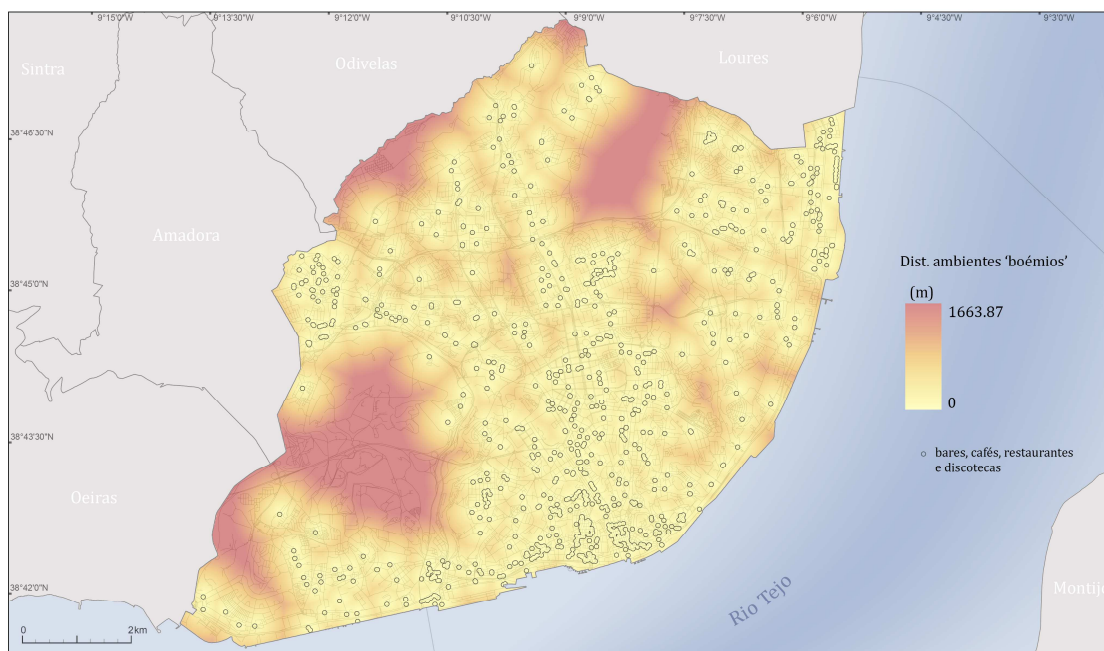 9°15'0"W 9°13'30"W 9°12'0"W 9°10'30"W 9°9'0"W 9°7'30"W 9°6'0"W 9°4'30"W 9°3'0"W
Sintra
Odivelas
Loures
38°46'30"N
Amadora
Dist. ambientes ‘boémios’
38°45'0"N
(m)
1663.87
0
38°43'30"N
bares, cafés, restaurantes
e discotecas
Oeiras
38°42'0"N
Rio Tejo
Montijo
0 2km